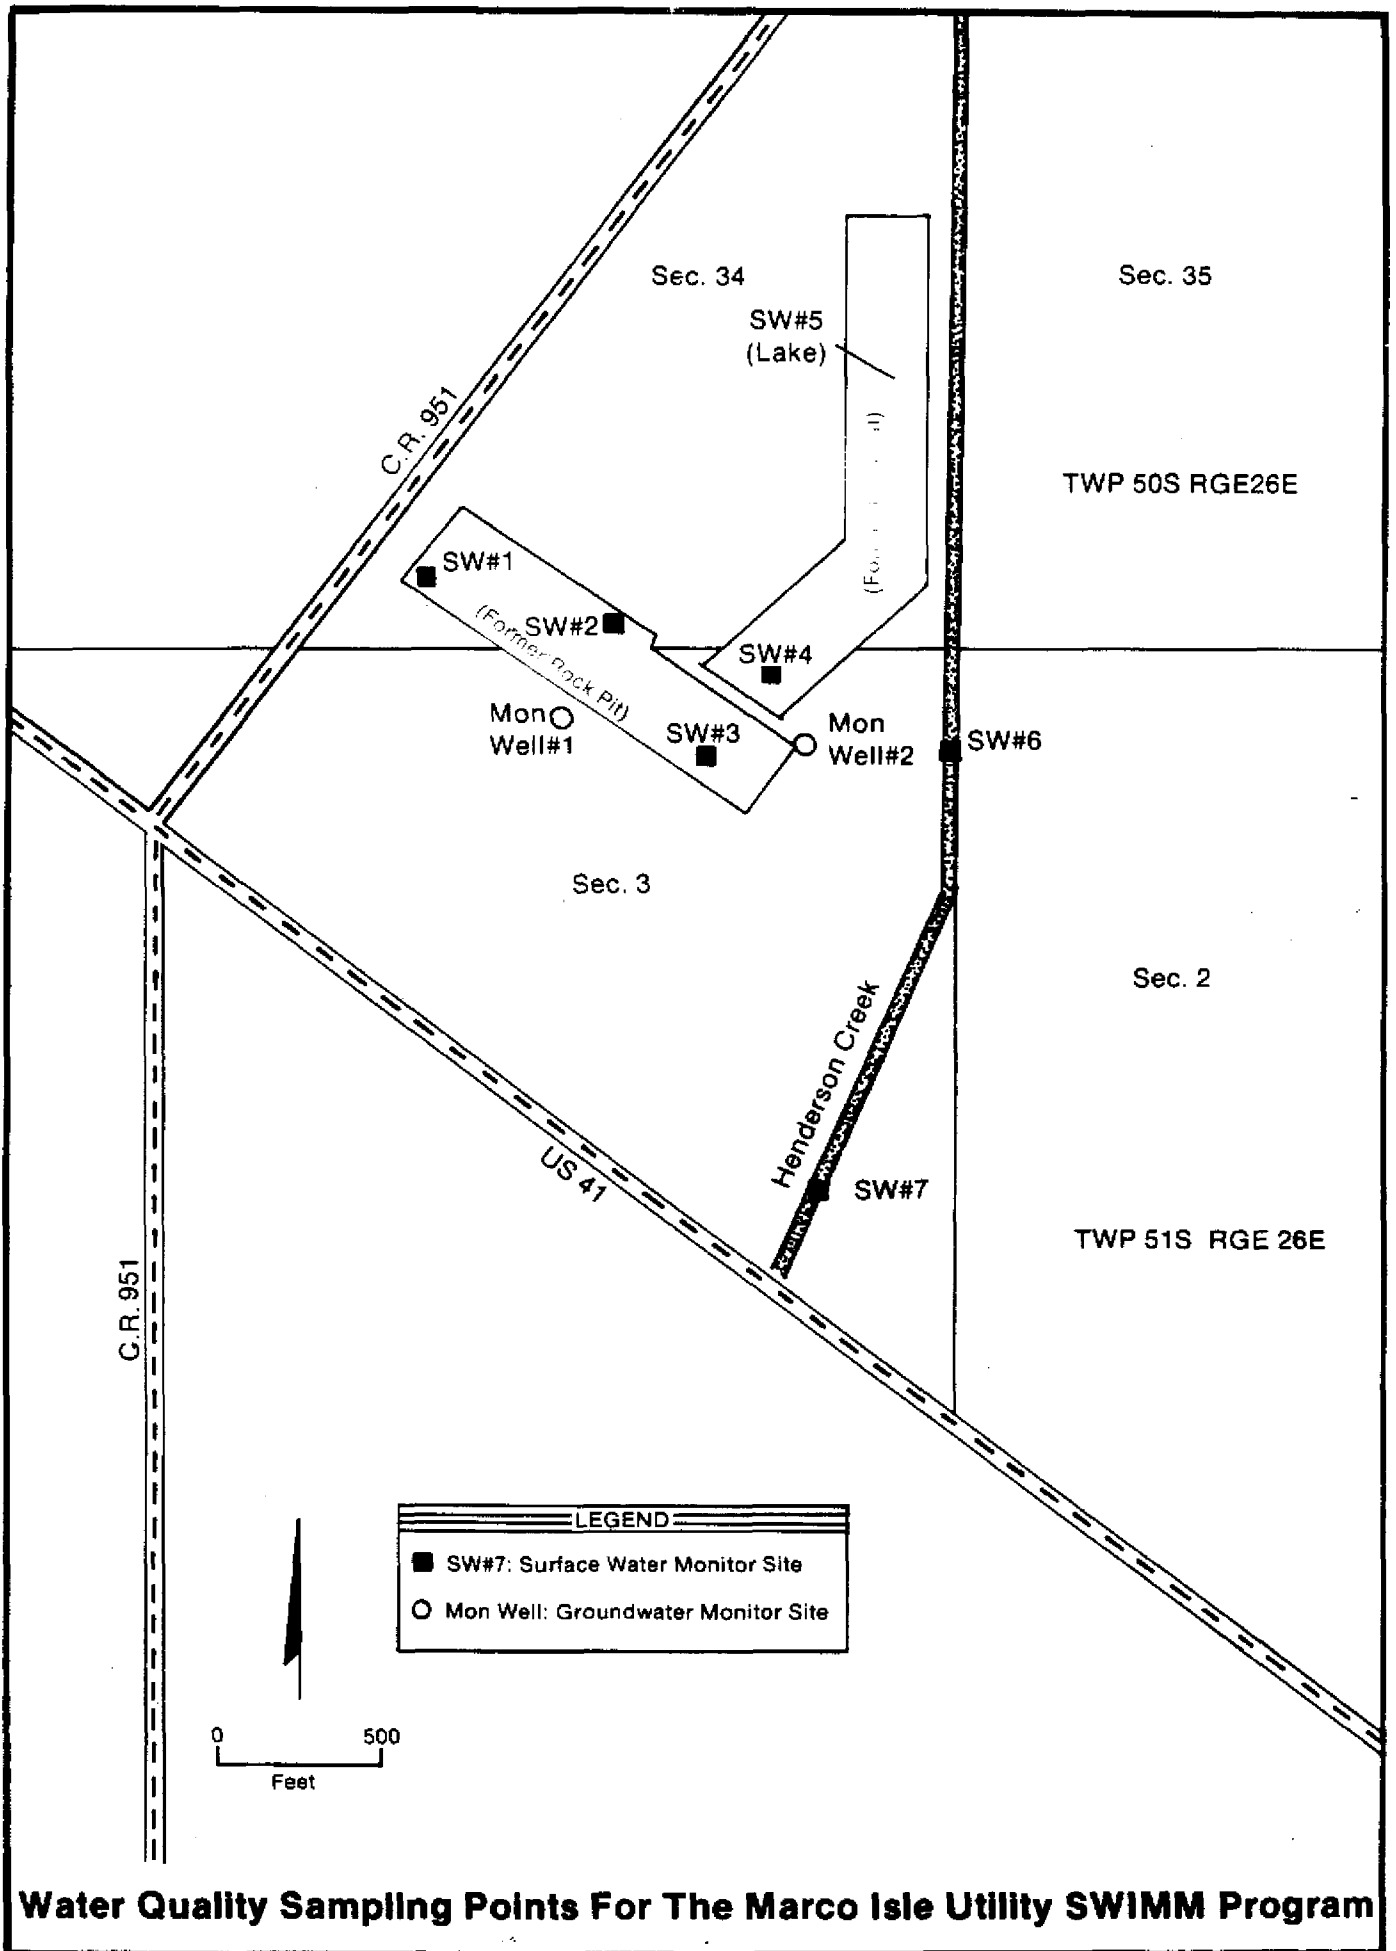 Sec. 34
Sec. 35
SW#5
(Lake)
C.R. 951
TWP 50S RGE26E
SW#1
(Former Rock Pit)
SW#2
SW#4
Mon
Well#1
SW#3
Mon
Well#2
SW#6
Sec. 3
Sec. 2
Henderson Creek
US 41
SW#7
TWP 51S RGE 26E
C.R. 951
LEGEND
SW#7: Surface Water Monitor Site
Mon Well: Groundwater Monitor Site
0 500
Feet
Water Quality Sampling Points For The Marco Isle Utility SWIMM Program